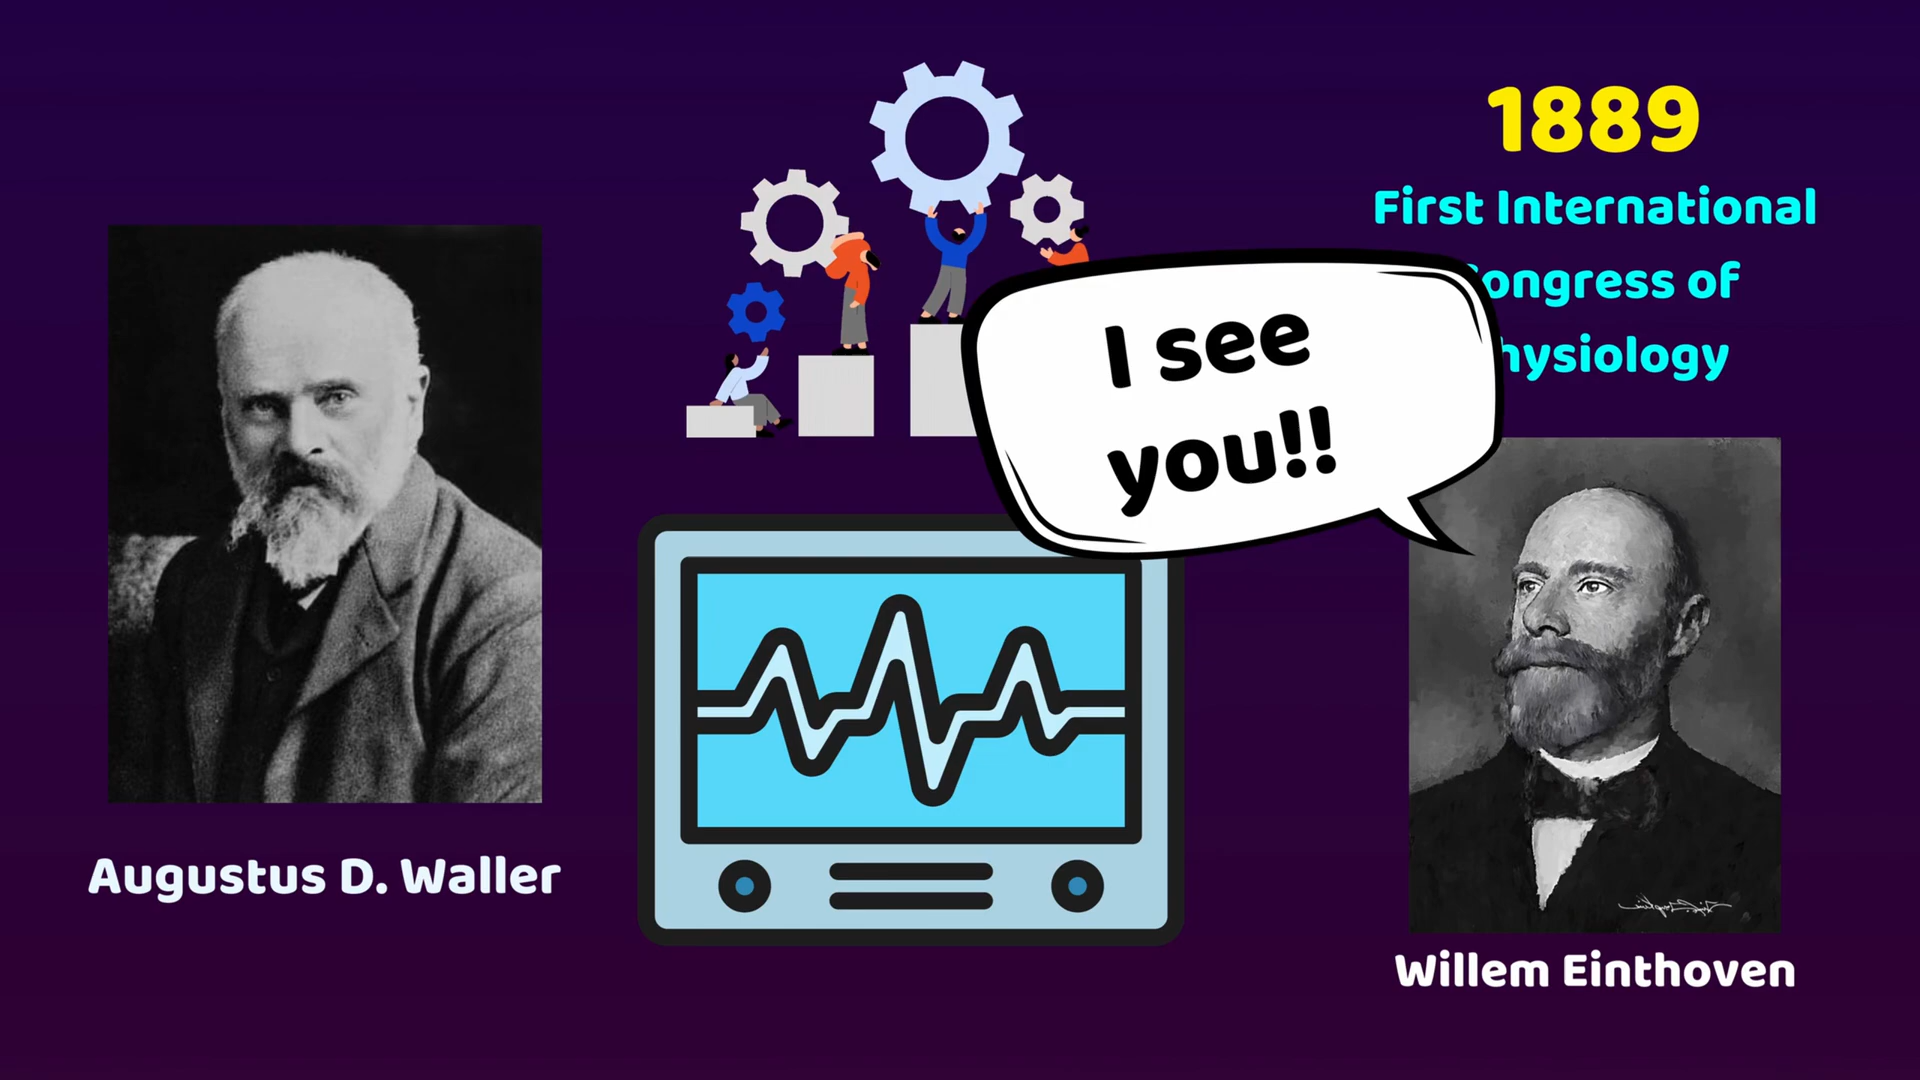 1889
First International
ongress of
hysiology
I see
you!!
Augustus D. Waller
Willem Einthoven